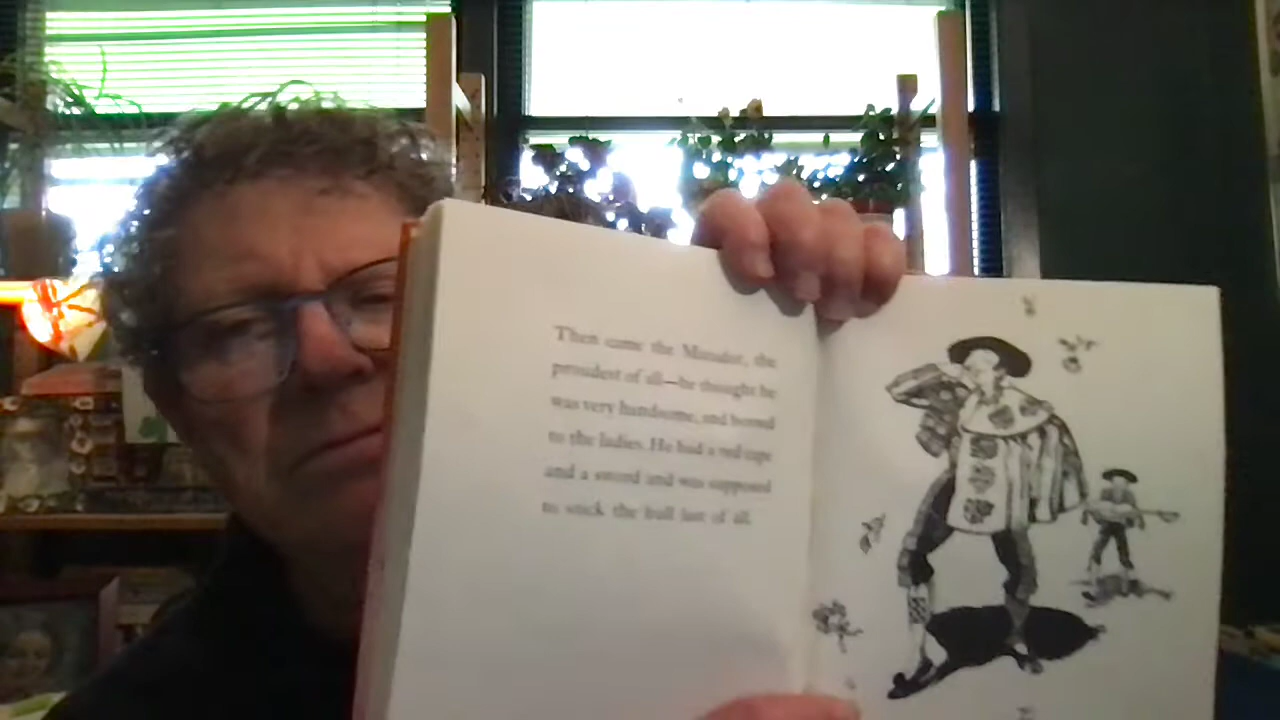 Then came the Matador, the
proudest of all—he thought he
was very handsome, and bowed
to the ladies. He had a red cape
and a sword and was supposed
to stick the bull last of all.